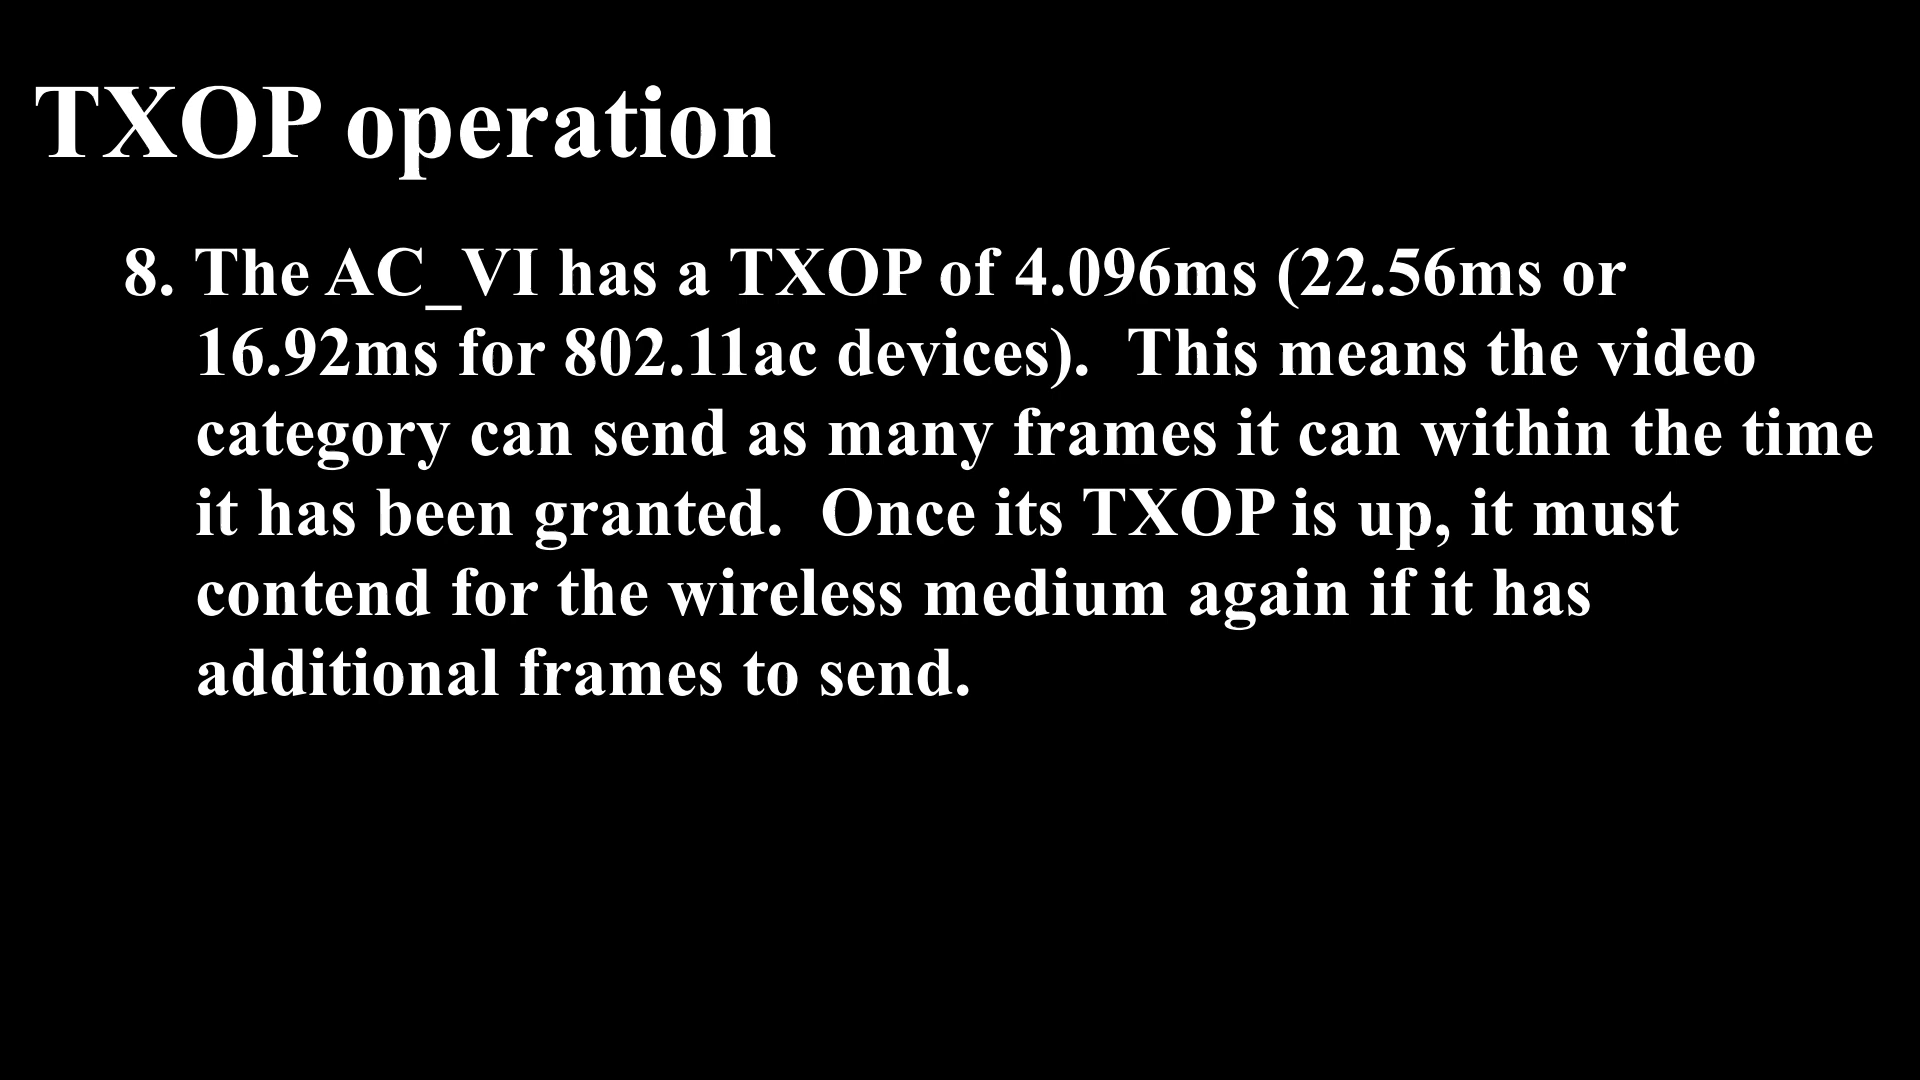 TXOP operation
8. The AC_VI has a TXOP of 4.096ms (22.56ms or
16.92ms for 802.11ac devices).  This means the video
category can send as many frames it can within the time
it has been granted.  Once its TXOP is up, it must
contend for the wireless medium again if it has
additional frames to send.